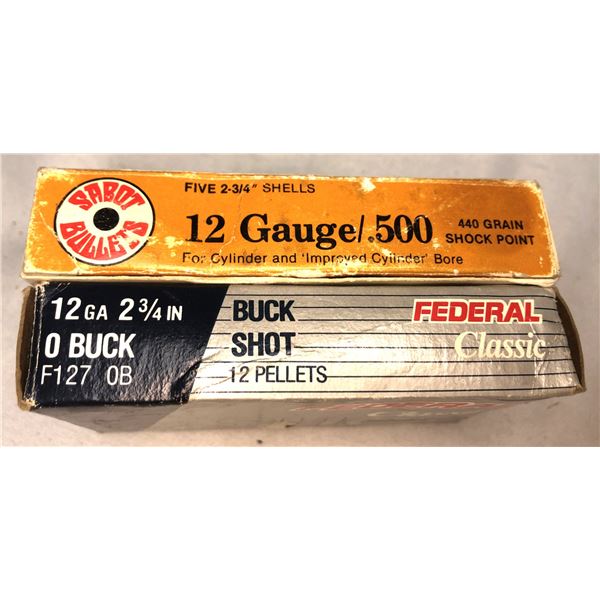 SABOT BULLETS
FIVE 2-3/4" SHELLS
12 Gauge/.500
440 GRAIN
SHOCK POINT
For Cylinder and 'Improved Cylinder' Bore
12 GA 2 3/4 IN
0 BUCK
F127 0B
BUCK
SHOT
12 PELLETS
FEDERAL
Classic